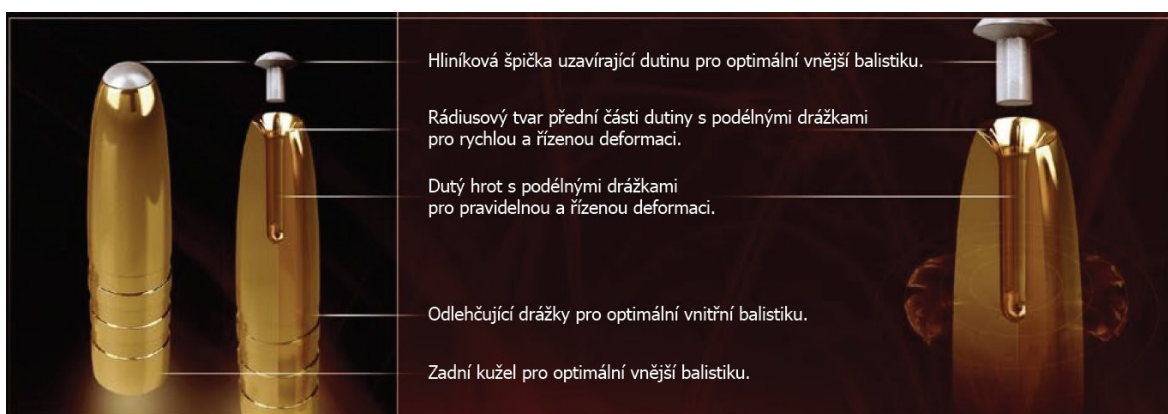 Hliníková špička uzavírající dutinu pro optimální vnější balistiku.
Rádiusový tvar přední části dutiny s podélnými drážkami
pro rychlou a řízenou deformaci.
Dutý hrot s podélnými drážkami
pro pravidelnou a řízenou deformaci.
Odlehčující drážky pro optimální vnitřní balistiku.
Zadní kužel pro optimální vnější balistiku.